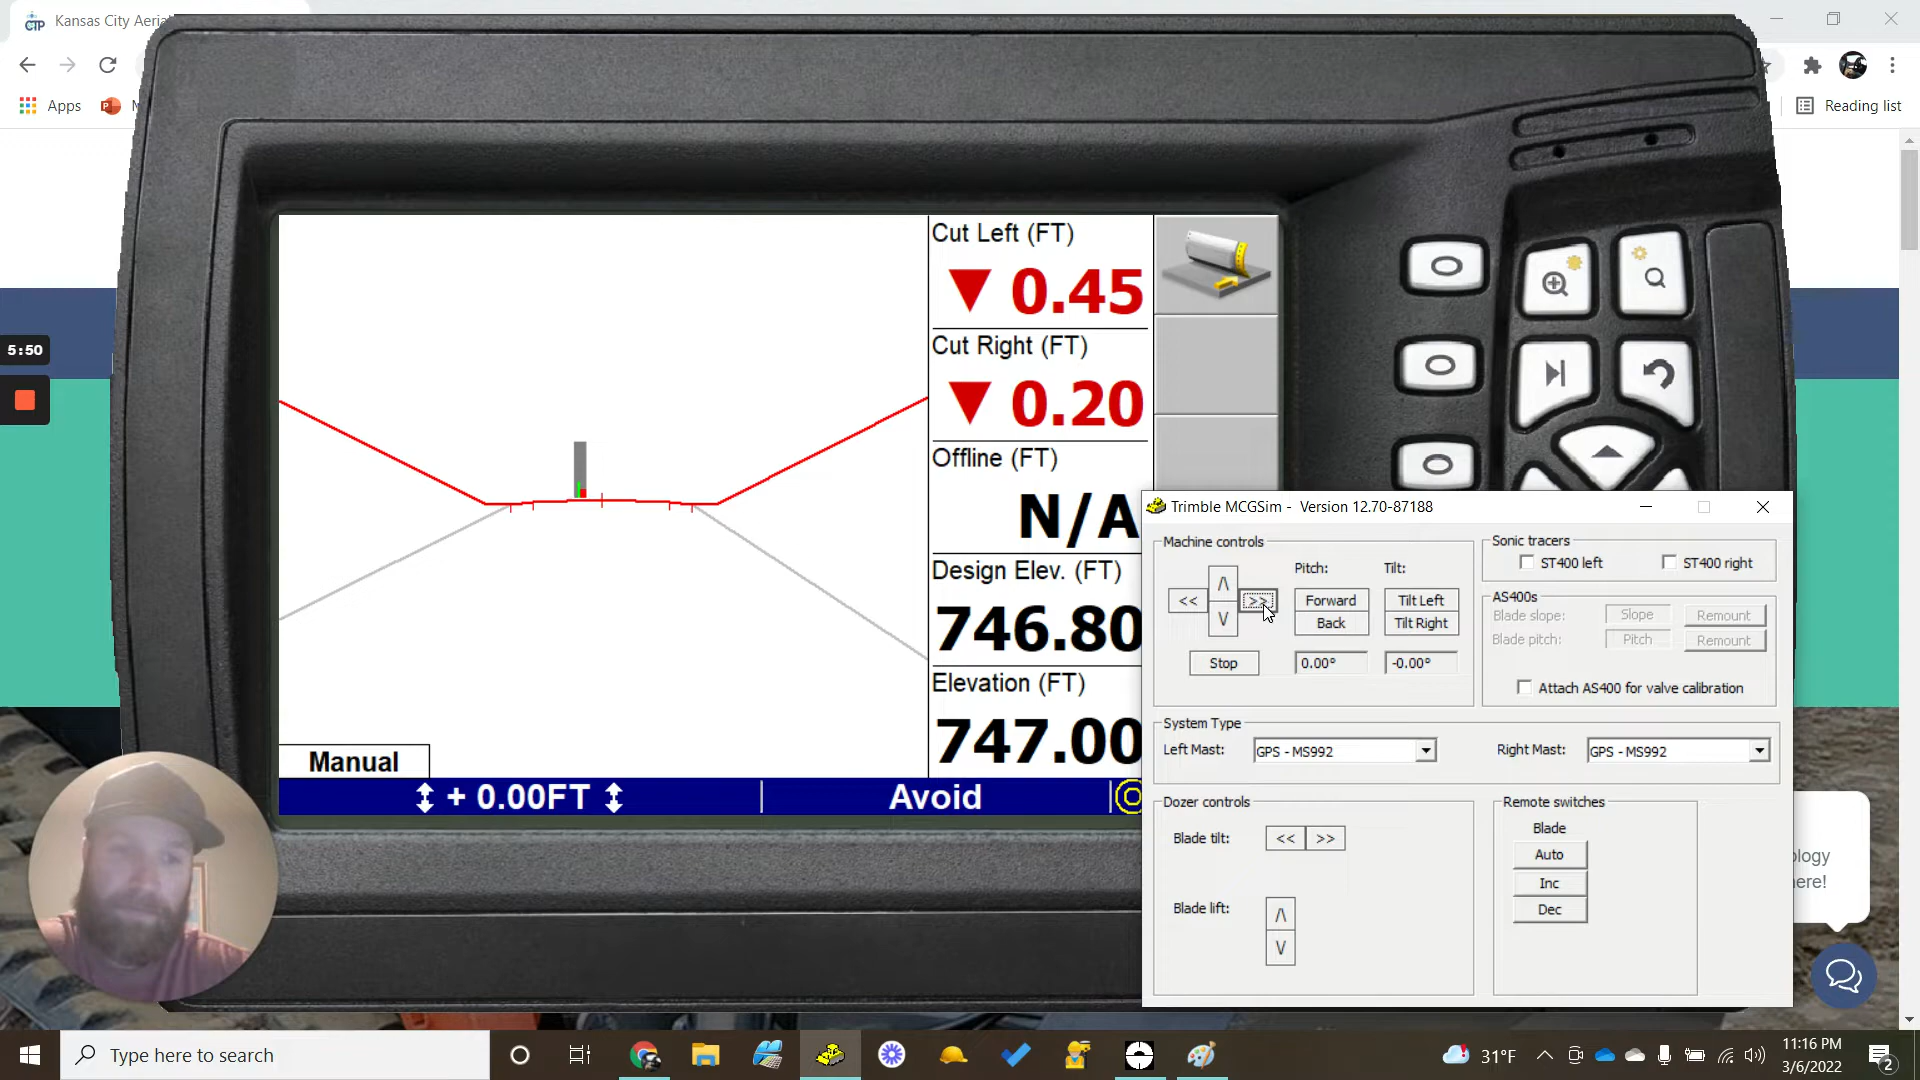 CTP Kansas City Aeria
Apps
Reading list
5:50
Cut Left (FT)
▼ 0.45
Cut Right (FT)
▼ 0.20
Offline (FT)
N/A
Design Elev. (FT)
746.80
Elevation (FT)
747.00
Manual
+ 0.00FT
Avoid
Trimble MCGSim - Version 12.70-87188
Machine controls
<<
/\
\/
>>
Stop
Pitch:
Forward
Back
0.00°
Tilt:
Tilt Left
Tilt Right
-0.00°
Sonic tracers
ST400 left
ST400 right
AS400s
Blade slope: Slope Remount
Blade pitch: Pitch Remount
Attach AS400 for valve calibration
System Type
Left Mast: GPS - MS992
Right Mast: GPS - MS992
Dozer controls
Blade tilt: << >>
Blade lift: /\
\/
Remote switches
Blade
Auto
Inc
Dec
ology
here!
Type here to search
31°F
11:16 PM
3/6/2022
2